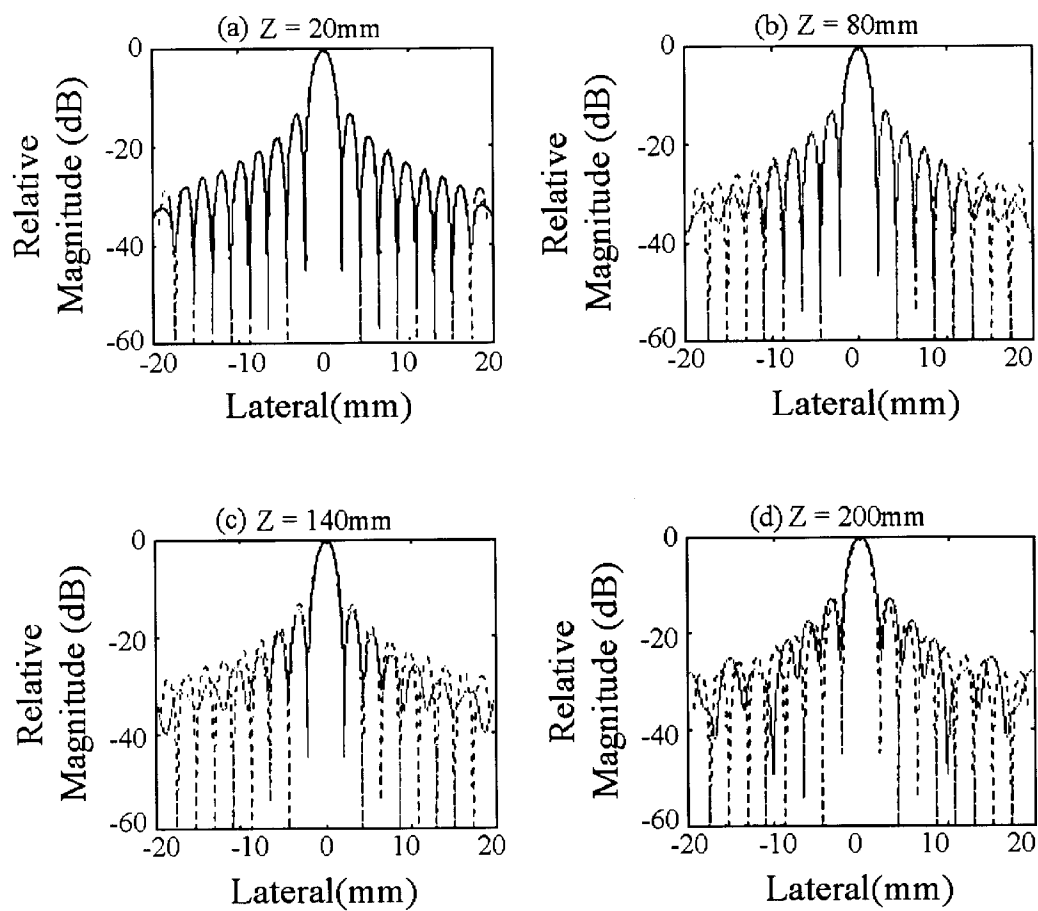 (a) Z = 20mm
0
-20
-40
-60
Relative
Magnitude (dB)
-20 -10 0 10 20
Lateral(mm)
(b) Z = 80mm
0
-20
-40
-60
Relative
Magnitude (dB)
-20 -10 0 10 20
Lateral(mm)
(c) Z = 140mm
0
-20
-40
-60
Relative
Magnitude (dB)
-20 -10 0 10 20
Lateral(mm)
(d) Z = 200mm
0
-20
-40
-60
Relative
Magnitude (dB)
-20 -10 0 10 20
Lateral(mm)